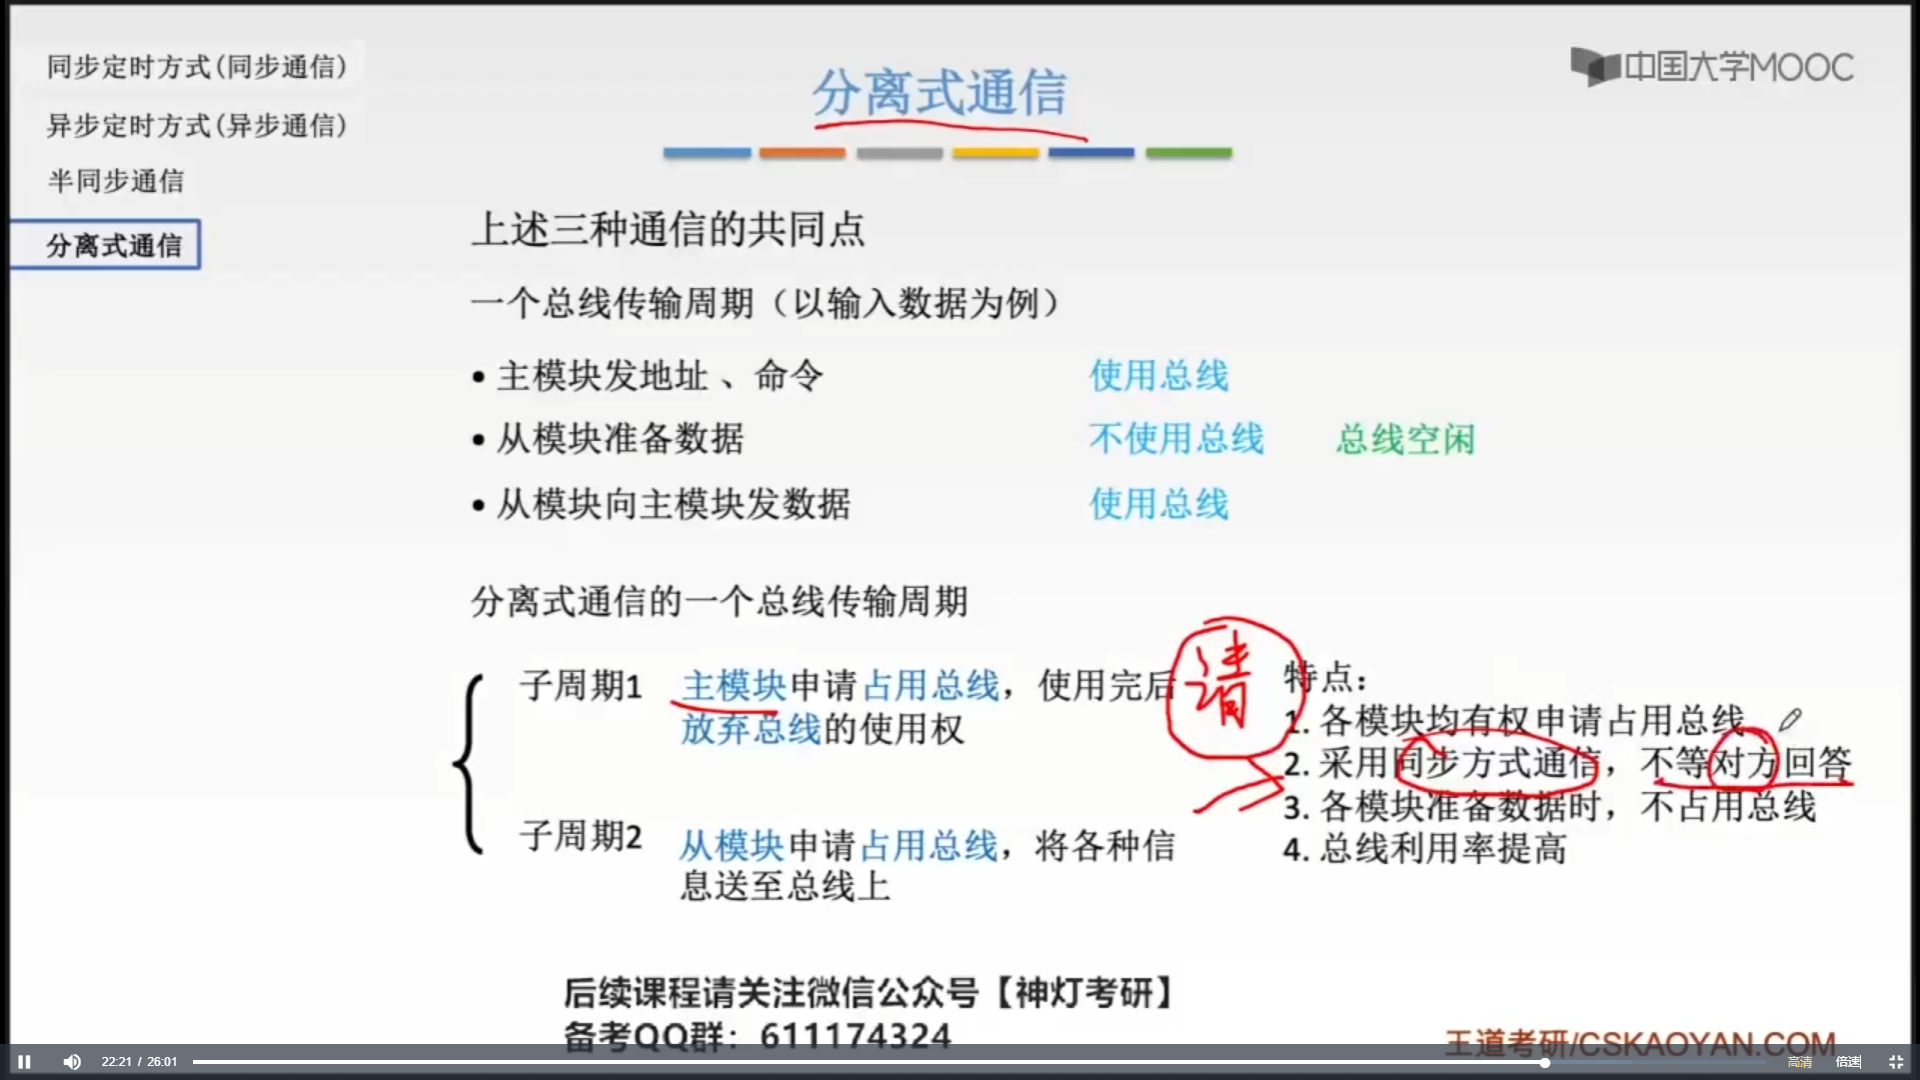 同步定时方式(同步通信)
异步定时方式(异步通信)
半同步通信
分离式通信
分离式通信
中国大学MOOC
上述三种通信的共同点
一个总线传输周期（以输入数据为例）
• 主模块发地址 、命令 使用总线
• 从模块准备数据 不使用总线 总线空闲
• 从模块向主模块发数据 使用总线
分离式通信的一个总线传输周期
子周期1 主模块申请占用总线，使用完后
放弃总线的使用权
子周期2 从模块申请占用总线，将各种信
息送至总线上
请
特点：
1. 各模块均有权申请占用总线
2. 采用同步方式通信，不等对方回答
3. 各模块准备数据时，不占用总线
4. 总线利用率提高
后续课程请关注微信公众号【神灯考研】
备考QQ群：611174324
王道考研/CSKAOYAN.COM
22:21 / 26:01
高清
倍速